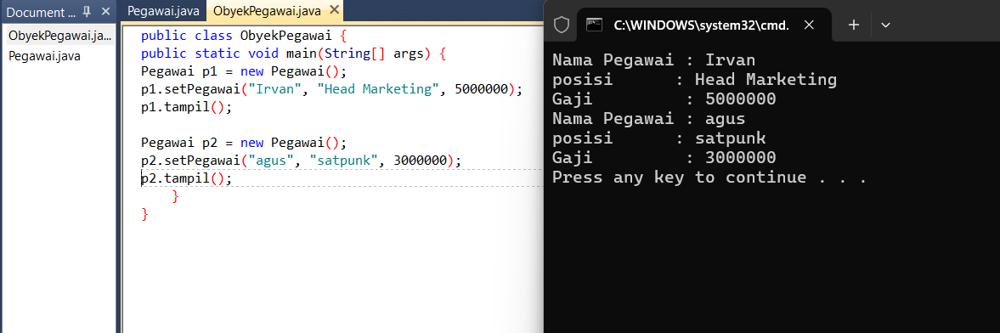 Document ...
ObyekPegawai.ja...
Pegawai.java
Pegawai.java ObyekPegawai.java
public class ObyekPegawai {
public static void main(String[] args) {
Pegawai p1 = new Pegawai();
p1.setPegawai("Irvan", "Head Marketing", 5000000);
p1.tampil();
Pegawai p2 = new Pegawai();
p2.setPegawai("agus", "satpunk", 3000000);
p2.tampil();
}
}
C:\WINDOWS\system32\cmd.
Nama Pegawai : Irvan
posisi : Head Marketing
Gaji : 5000000
Nama Pegawai : agus
posisi : satpunk
Gaji : 3000000
Press any key to continue . . .